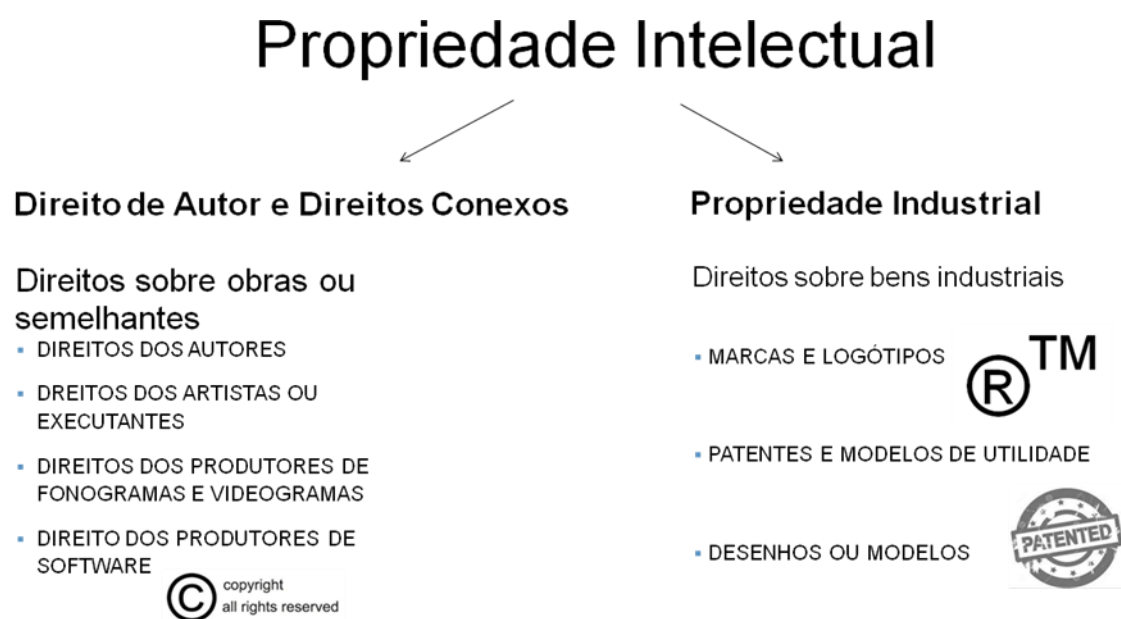 Propriedade Intelectual
Direito de Autor e Direitos Conexos
Direitos sobre obras ou
semelhantes
▪ DIREITOS DOS AUTORES
▪ DREITOS DOS ARTISTAS OU
EXECUTANTES
▪ DIREITOS DOS PRODUTORES DE
FONOGRAMAS E VIDEOGRAMAS
▪ DIREITO DOS PRODUTORES DE
SOFTWARE
© copyright
all rights reserved
Propriedade Industrial
Direitos sobre bens industriais
▪ MARCAS E LOGÓTIPOS
® TM
▪ PATENTES E MODELOS DE UTILIDADE
PATENTED
▪ DESENHOS OU MODELOS